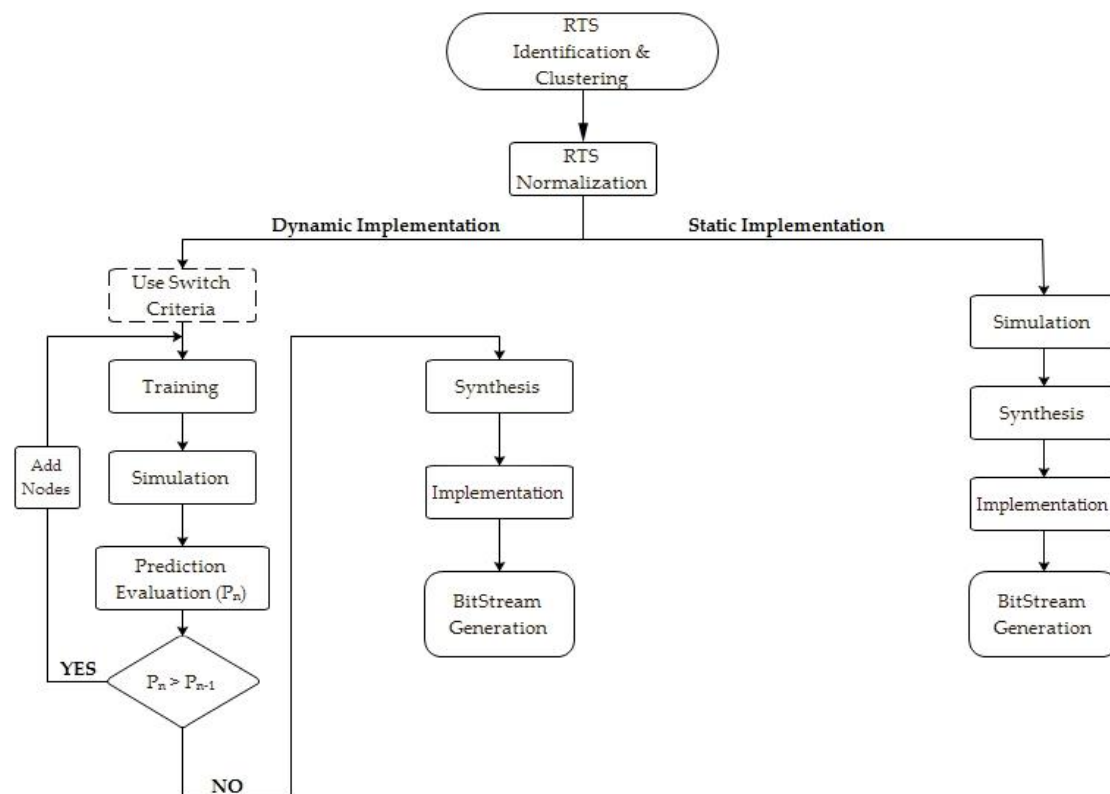 RTS
Identification &
Clustering
RTS
Normalization
Dynamic Implementation
Static Implementation
Use Switch
Criteria
Training
Simulation
Add
Nodes
Prediction
Evaluation (Pn)
YES
Pn > Pn-1
NO
Synthesis
Implementation
BitStream
Generation
Simulation
Synthesis
Implementation
BitStream
Generation